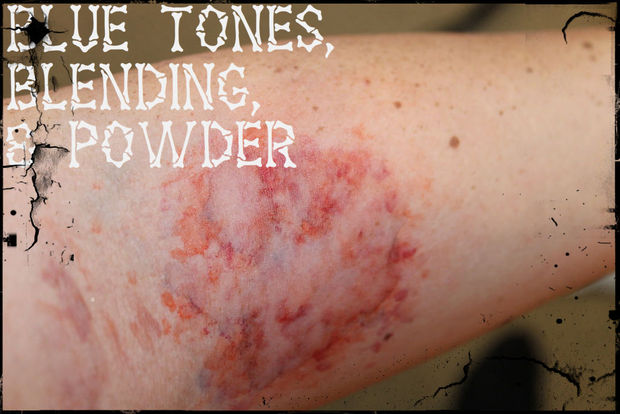 BLUE TONES,
BLENDING,
& POWDER